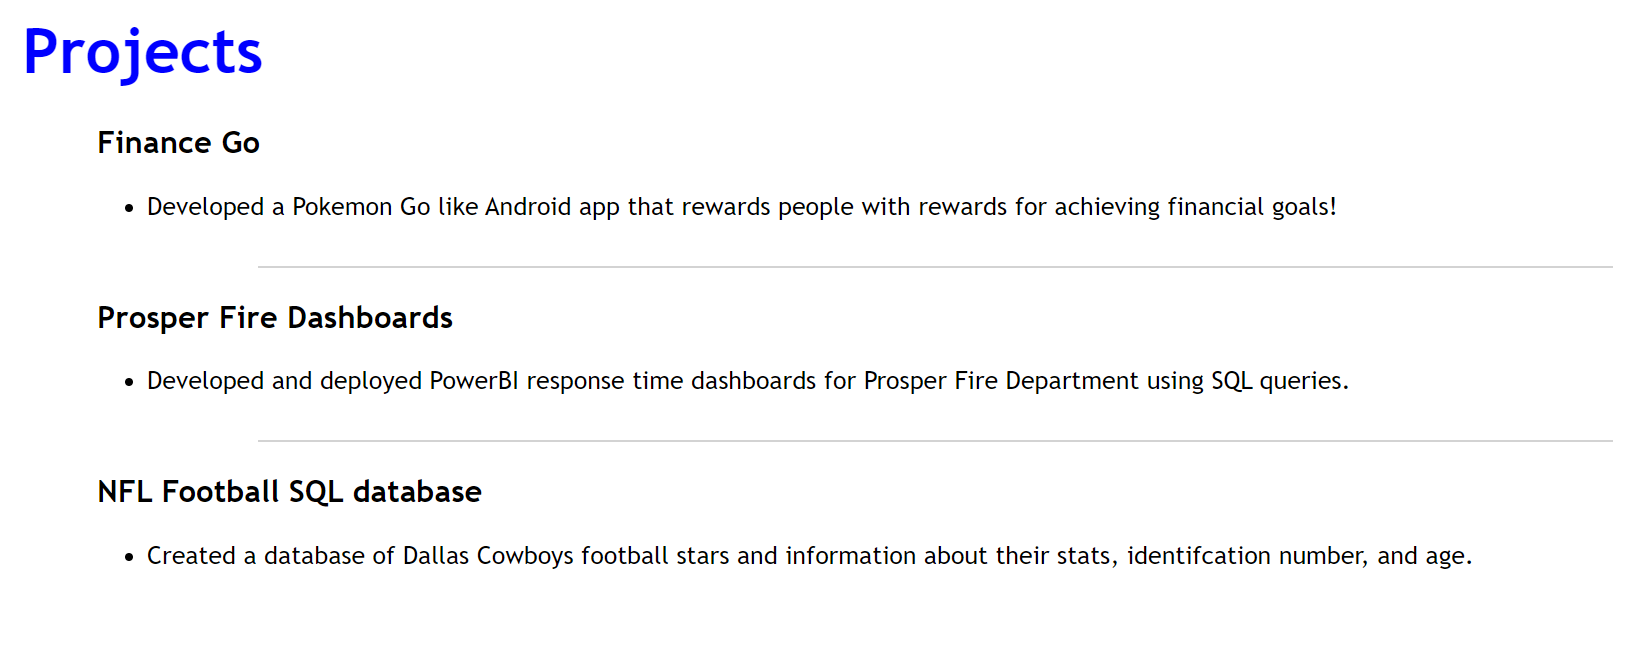 Projects
Finance Go
• Developed a Pokemon Go like Android app that rewards people with rewards for achieving financial goals!
Prosper Fire Dashboards
• Developed and deployed PowerBI response time dashboards for Prosper Fire Department using SQL queries.
NFL Football SQL database
• Created a database of Dallas Cowboys football stars and information about their stats, identifcation number, and age.